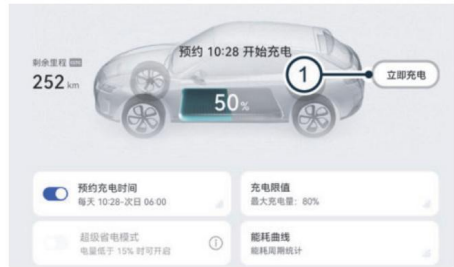 预约 10:28 开始充电
剩余里程
252 km
1
立即充电
50%
预约充电时间
每天 10:28-次日 06:00
充电限值
最大充电量：80%
超级省电模式
电量低于 15% 时可开启
能耗曲线
能耗周期统计